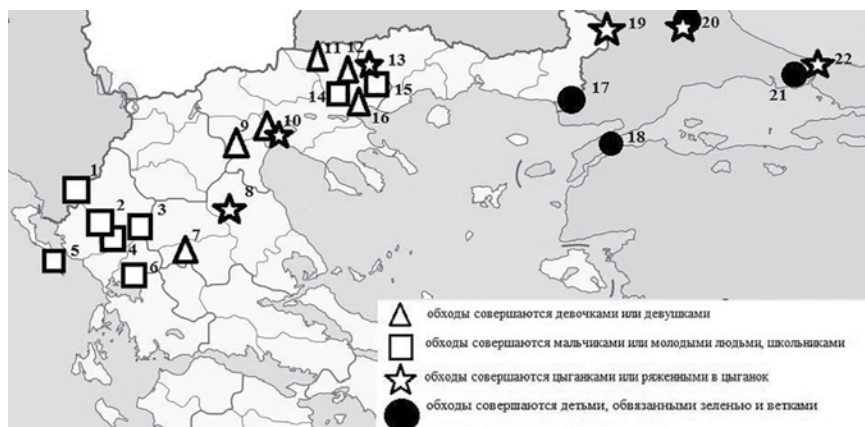 11 12 13 19 20 22
14 15 17 21
9 10 16 18
1 8
2 3
5 4 6 7
обходы совершаются девочками или девушками
обходы совершаются мальчиками или молодыми людьми, школьниками
обходы совершаются цыганками или ряженными в цыганок
обходы совершаются детьми, обвязанными зеленью и ветками